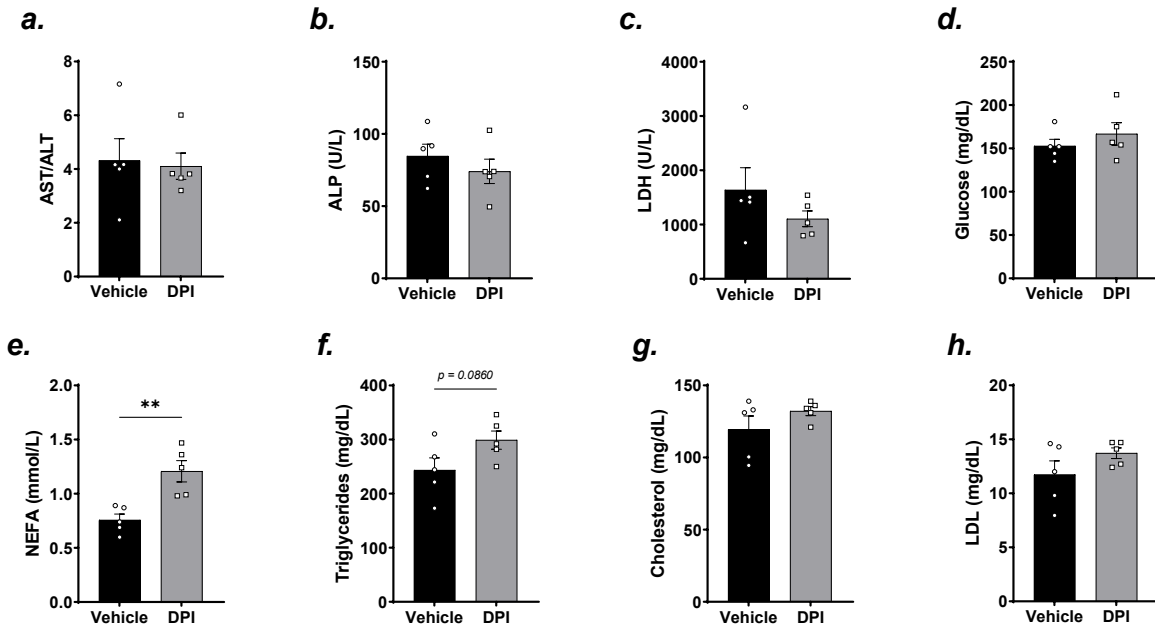 a.
AST/ALT
8
6
4
2
0
Vehicle DPI
b.
ALP (U/L)
150
100
50
0
Vehicle DPI
c.
LDH (U/L)
4000
3000
2000
1000
0
Vehicle DPI
d.
Glucose (mg/dL)
250
200
150
100
50
0
Vehicle DPI
e.
NEFA (mmol/L)
2.0
1.5
1.0
0.5
0.0
**
Vehicle DPI
f.
Triglycerides (mg/dL)
400
300
200
100
0
p = 0.0860
Vehicle DPI
g.
Cholesterol (mg/dL)
150
100
50
0
Vehicle DPI
h.
LDL (mg/dL)
20
15
10
5
0
Vehicle DPI